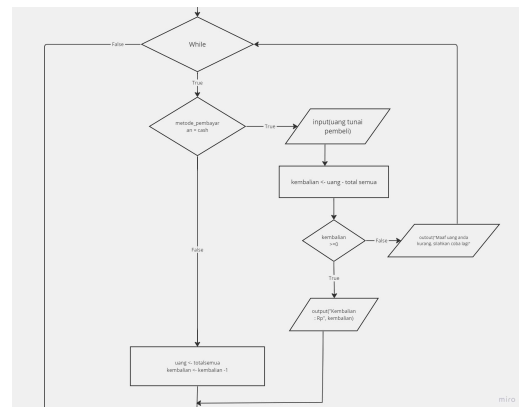 While
False
True
metode_pembayar
an = cash
True
input(uang tunai
pembeli)
kembalian <- uang - total semua
kembalian
>=0
False
output("Maaf uang anda
kurang, silahkan coba lagi"
False
True
output("Kembalian
: Rp", kembalian)
uang <- totalsemua
kembalian <- kembalian -1
miro